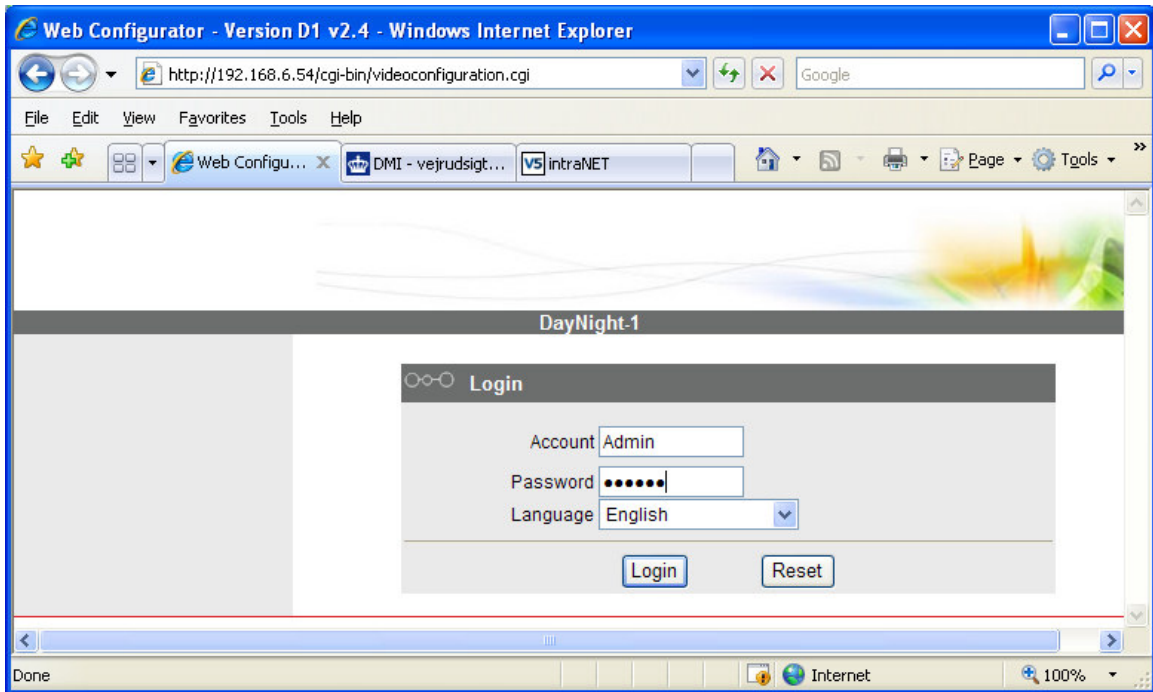 Web Configurator - Version D1 v2.4 - Windows Internet Explorer
http://192.168.6.54/cgi-bin/videoconfiguration.cgi Google
File Edit View Favorites Tools Help
Web Configu... DMI - vejrudsigt... V5 intraNET Page Tools »
DayNight-1
Login
Account Admin
Password ••••••
Language English
Login Reset
Done Internet 100%